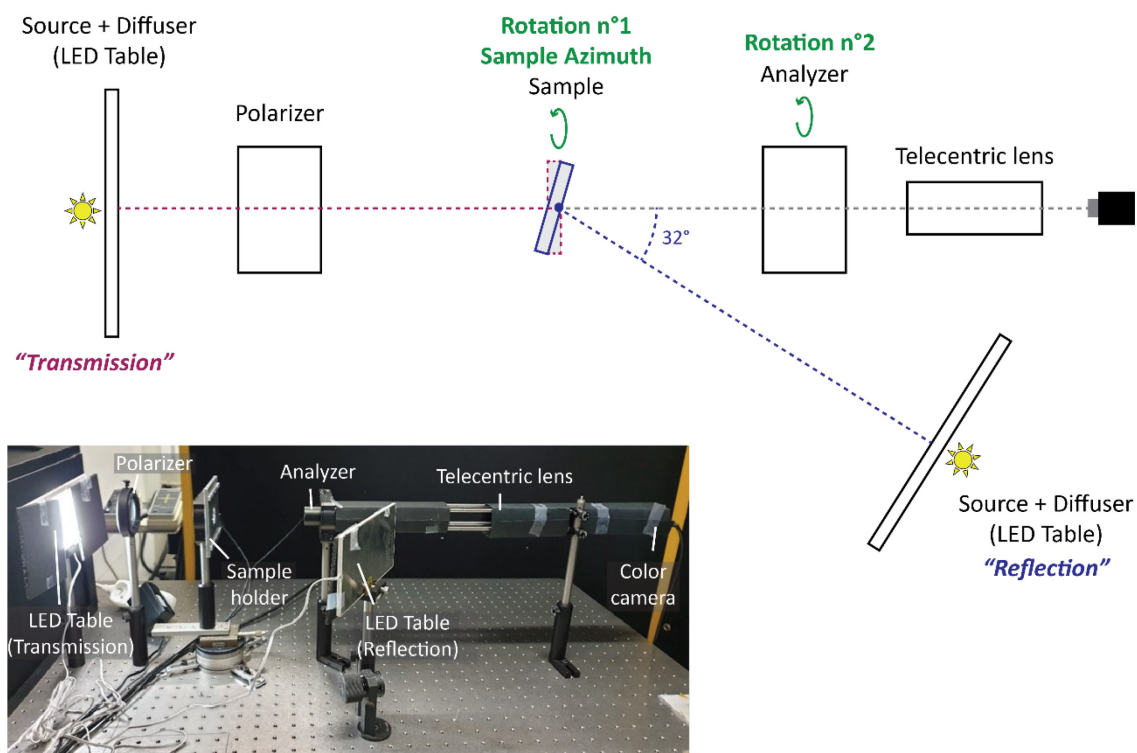 Source + Diffuser
(LED Table)
Rotation n°1
Sample Azimuth
Sample
Rotation n°2
Analyzer
Polarizer
Telecentric lens
32°
"Transmission"
Source + Diffuser
(LED Table)
"Reflection"
Polarizer
Analyzer
Telecentric lens
Sample
holder
Color
camera
LED Table
(Transmission)
LED Table
(Reflection)